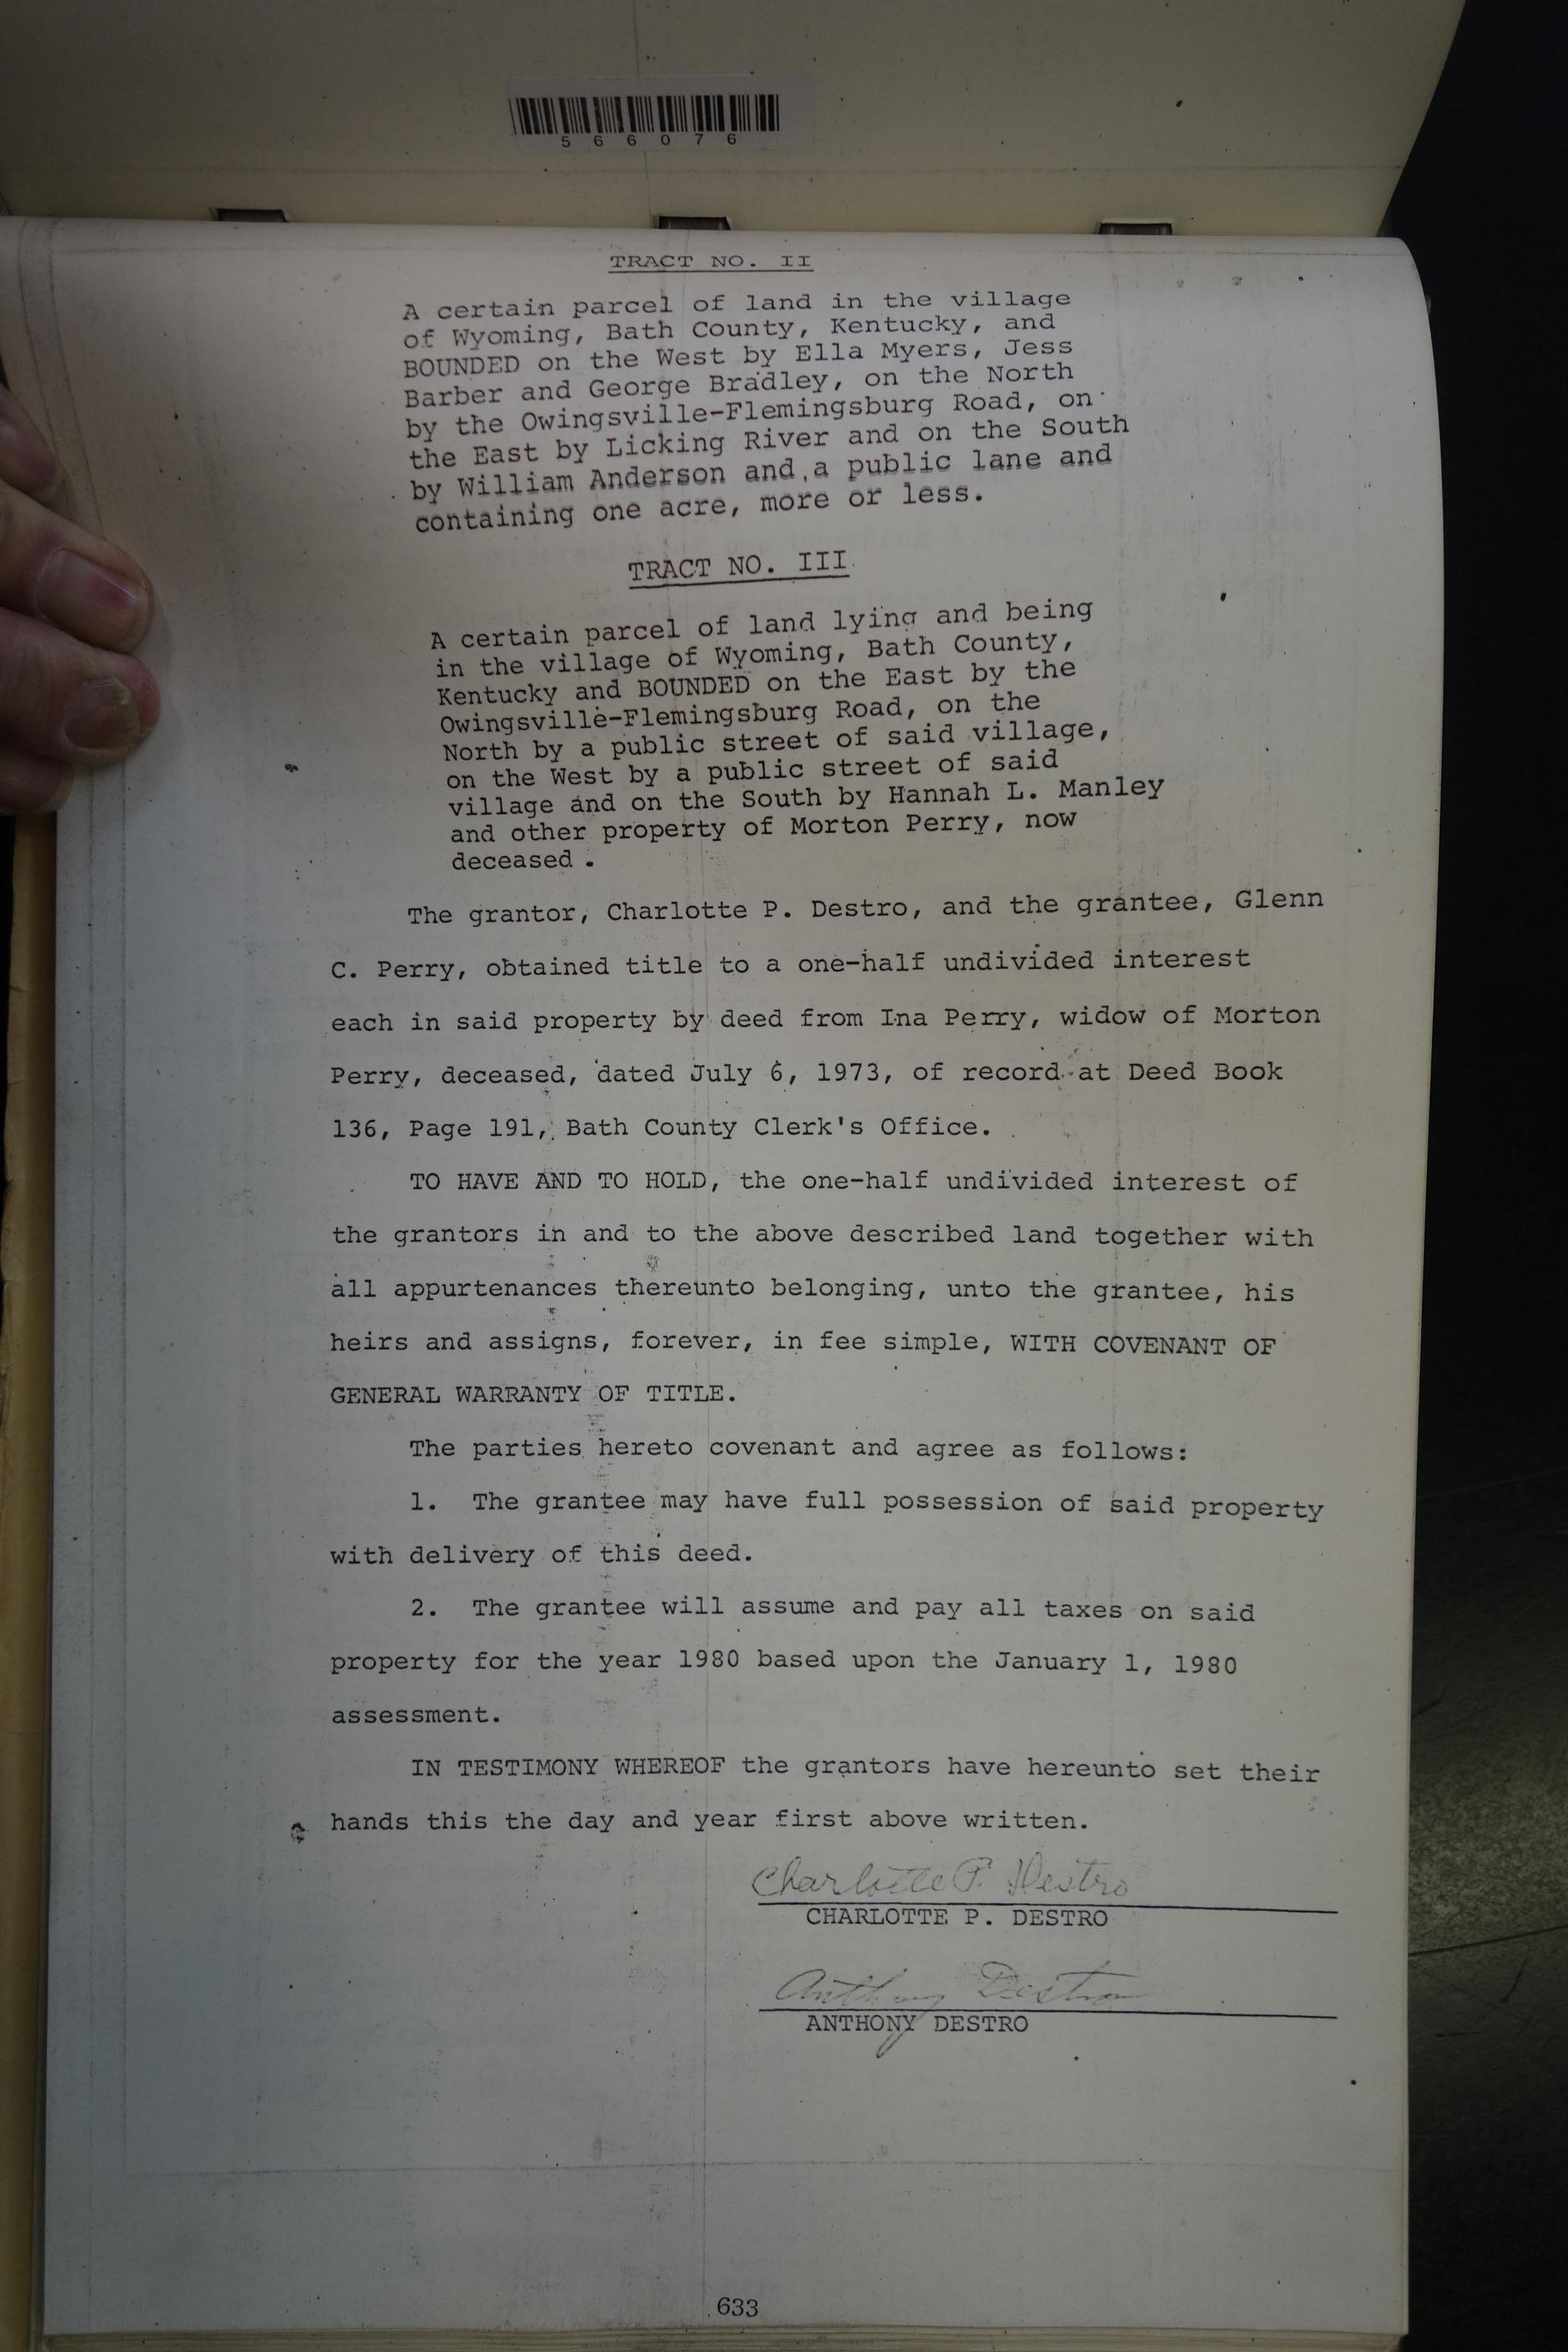 566076
TRACT NO. II
A certain parcel of land in the village
of Wyoming, Bath County, Kentucky, and
BOUNDED on the West by Ella Myers, Jess
Barber and George Bradley, on the North
by the Owingsville-Flemingsburg Road, on
the East by Licking River and on the South
by William Anderson and a public lane and
containing one acre, more or less.
TRACT NO. III
A certain parcel of land lying and being
in the village of Wyoming, Bath County,
Kentucky and BOUNDED on the East by the
Owingsville-Flemingsburg Road, on the
North by a public street of said village,
on the West by a public street of said
village and on the South by Hannah L. Manley
and other property of Morton Perry, now
deceased.
The grantor, Charlotte P. Destro, and the grantee, Glenn
C. Perry, obtained title to a one-half undivided interest
each in said property by deed from Ina Perry, widow of Morton
Perry, deceased, dated July 6, 1973, of record at Deed Book
136, Page 191, Bath County Clerk's Office.
TO HAVE AND TO HOLD, the one-half undivided interest of
the grantors in and to the above described land together with
all appurtenances thereunto belonging, unto the grantee, his
heirs and assigns, forever, in fee simple, WITH COVENANT OF
GENERAL WARRANTY OF TITLE.
The parties hereto covenant and agree as follows:
1. The grantee may have full possession of said property
with delivery of this deed.
2. The grantee will assume and pay all taxes on said
property for the year 1980 based upon the January 1, 1980
assessment.
IN TESTIMONY WHEREOF the grantors have hereunto set their
hands this the day and year first above written.
Charlotte P. Destro
CHARLOTTE P. DESTRO
Anthony Destro
ANTHONY DESTRO
633